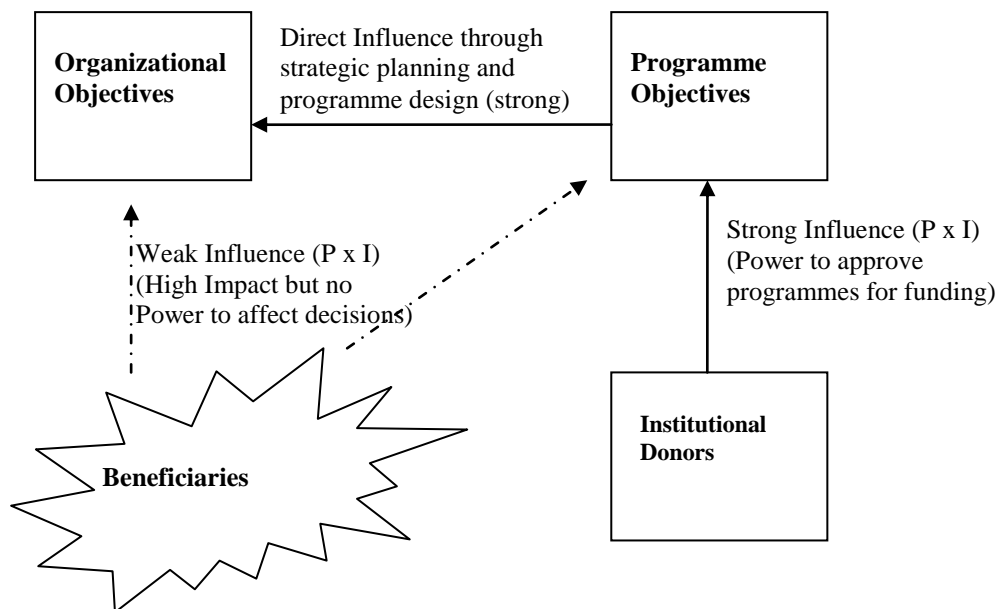 Organizational
Objectives
Direct Influence through
strategic planning and
programme design (strong)
Programme
Objectives
Weak Influence (P x I)
(High Impact but no
Power to affect decisions)
Strong Influence (P x I)
(Power to approve
programmes for funding)
Beneficiaries
Institutional
Donors